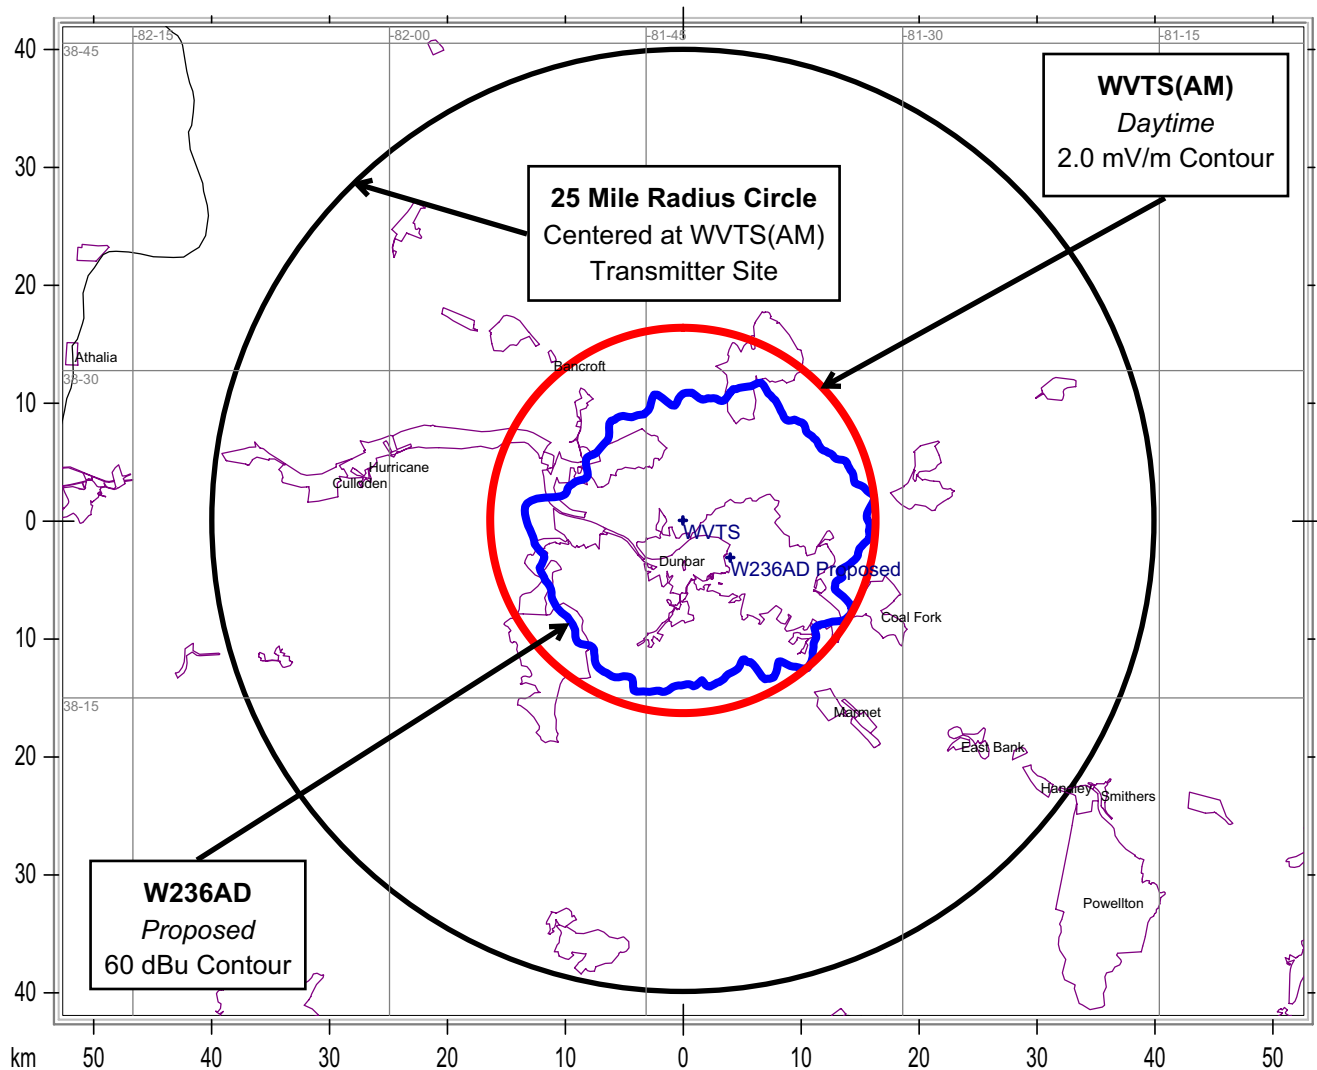 -82-15
-82-00
-81-45
-81-30
-81-15
38-45
38-30
38-15
WVTS(AM)
Daytime
2.0 mV/m Contour
25 Mile Radius Circle
Centered at WVTS(AM)
Transmitter Site
Athalia
Bancroft
Hurricane
Culloden
WVTS
Dunbar
W236AD Proposed
Coal Fork
Marmet
East Bank
Handley
Smithers
Powellton
W236AD
Proposed
60 dBu Contour
40
30
20
10
0
10
20
30
40
km
50
40
30
20
10
0
10
20
30
40
50